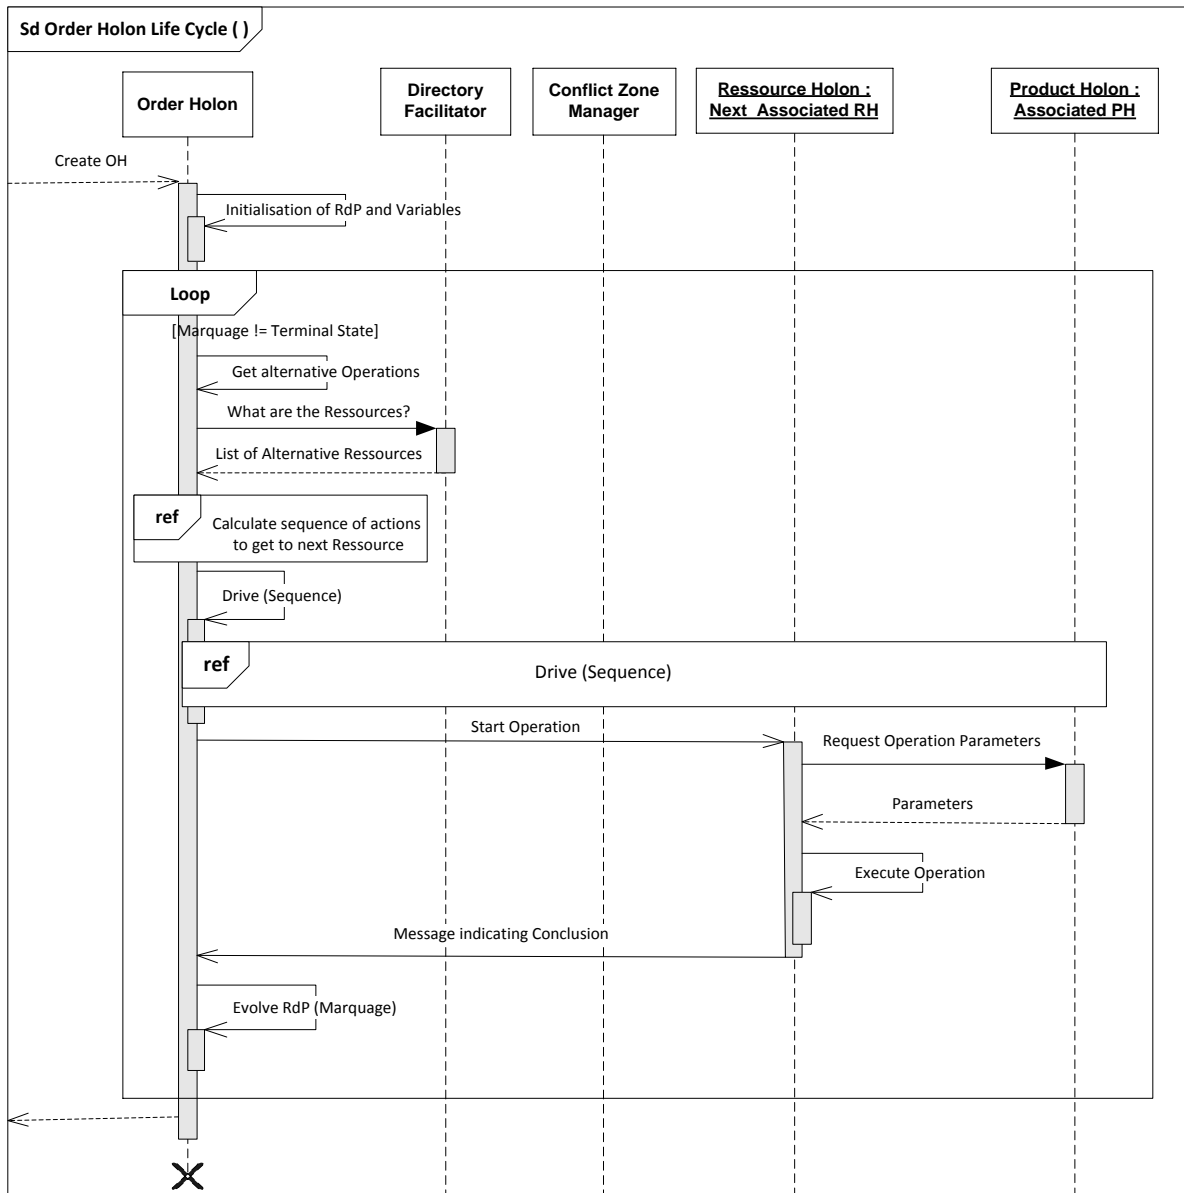 Sd Order Holon Life Cycle ( )
Order Holon
Directory
Facilitator
Conflict Zone
Manager
Ressource Holon :
Next_Associated RH
Product Holon :
Associated PH
Create OH
Initialisation of RdP and Variables
Loop
[Marquage != Terminal State]
Get alternative Operations
What are the Ressources?
List of Alternative Ressources
ref
Calculate sequence of actions
to get to next Ressource
Drive (Sequence)
ref
Drive (Sequence)
Start Operation
Request Operation Parameters
Parameters
Execute Operation
Message indicating Conclusion
Evolve RdP (Marquage)